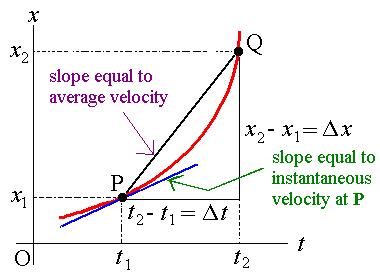 x
x₂
Q
slope equal to
average velocity
x₂ - x₁ = Δx
slope equal to
instantaneous
velocity at P
P
x₁
t₂ - t₁ = Δt
O
t₁
t₂
t